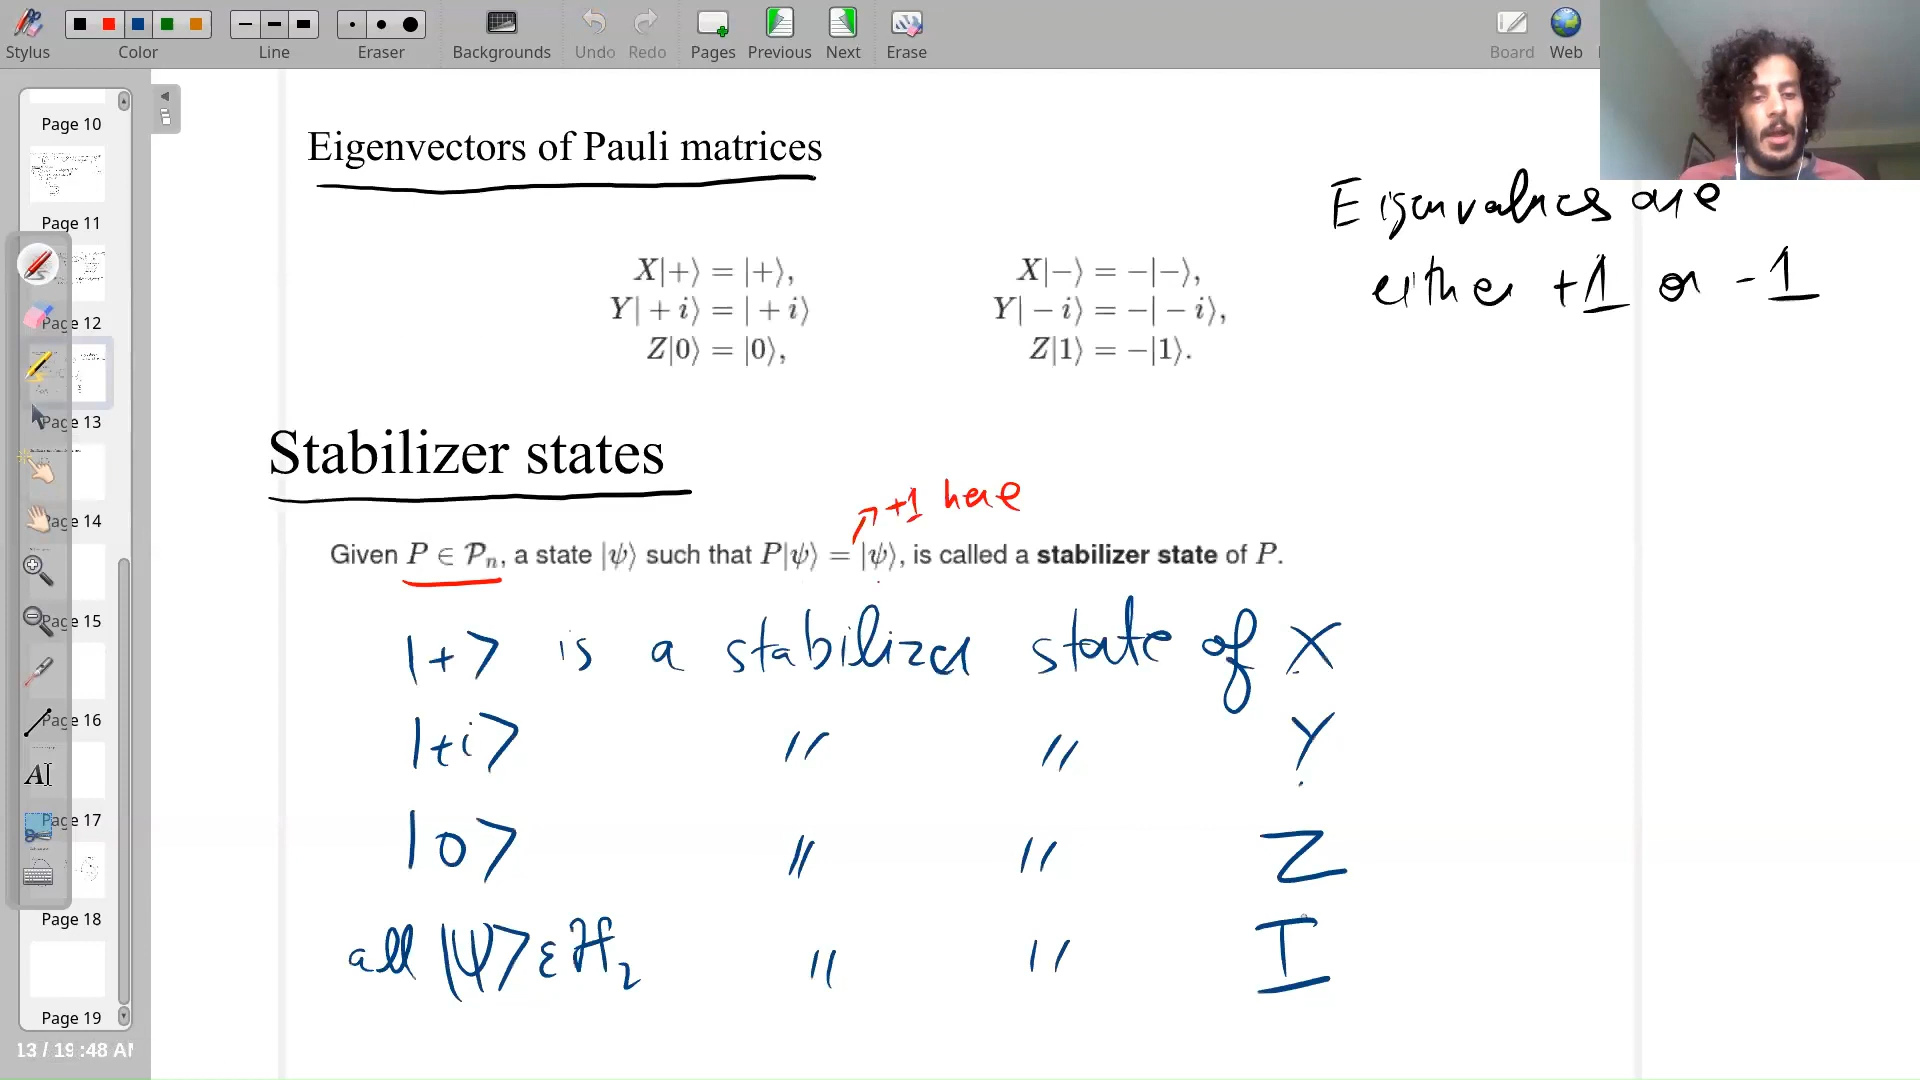 Stylus Color Line Eraser Backgrounds Undo Redo Pages Previous Next Erase Board Web
Page 10
Page 11
Page 12
Page 13
Page 14
Page 15
Page 16
Page 17
Page 18
Page 19
13 / 19
Eigenvectors of Pauli matrices
Eigenvalues are
either +1 or -1
X|+⟩ = |+⟩, X|−⟩ = −|−⟩,
Y| + i⟩ = | + i⟩ Y| − i⟩ = −| − i⟩,
Z|0⟩ = |0⟩, Z|1⟩ = −|1⟩.
Stabilizer states
+1 here
Given P ∈ 𝒫ₙ, a state |ψ⟩ such that P|ψ⟩ = |ψ⟩, is called a stabilizer state of P.
|+> is a stabilizer state of X
|+i> " " Y
|0> " " Z
all |Ψ> ε ℋ₂ " " I